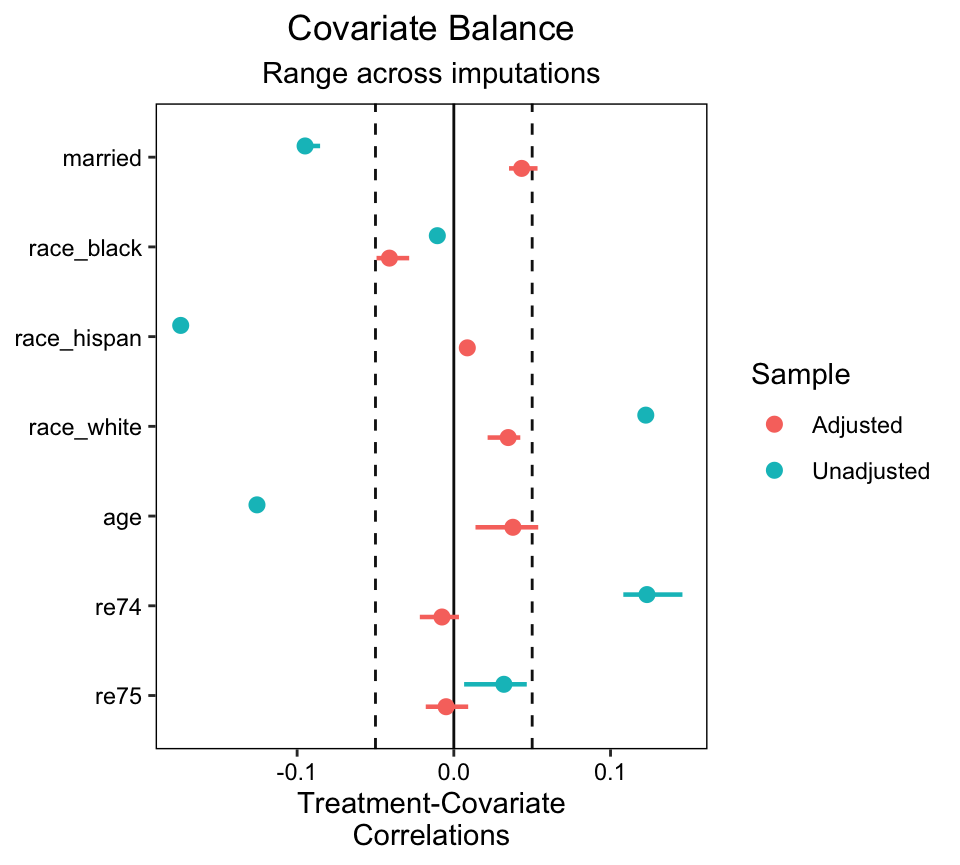 Covariate Balance
Range across imputations
married
race_black
race_hispan
race_white
age
re74
re75
-0.1
0.0
0.1
Treatment-Covariate
Correlations
Sample
Adjusted
Unadjusted